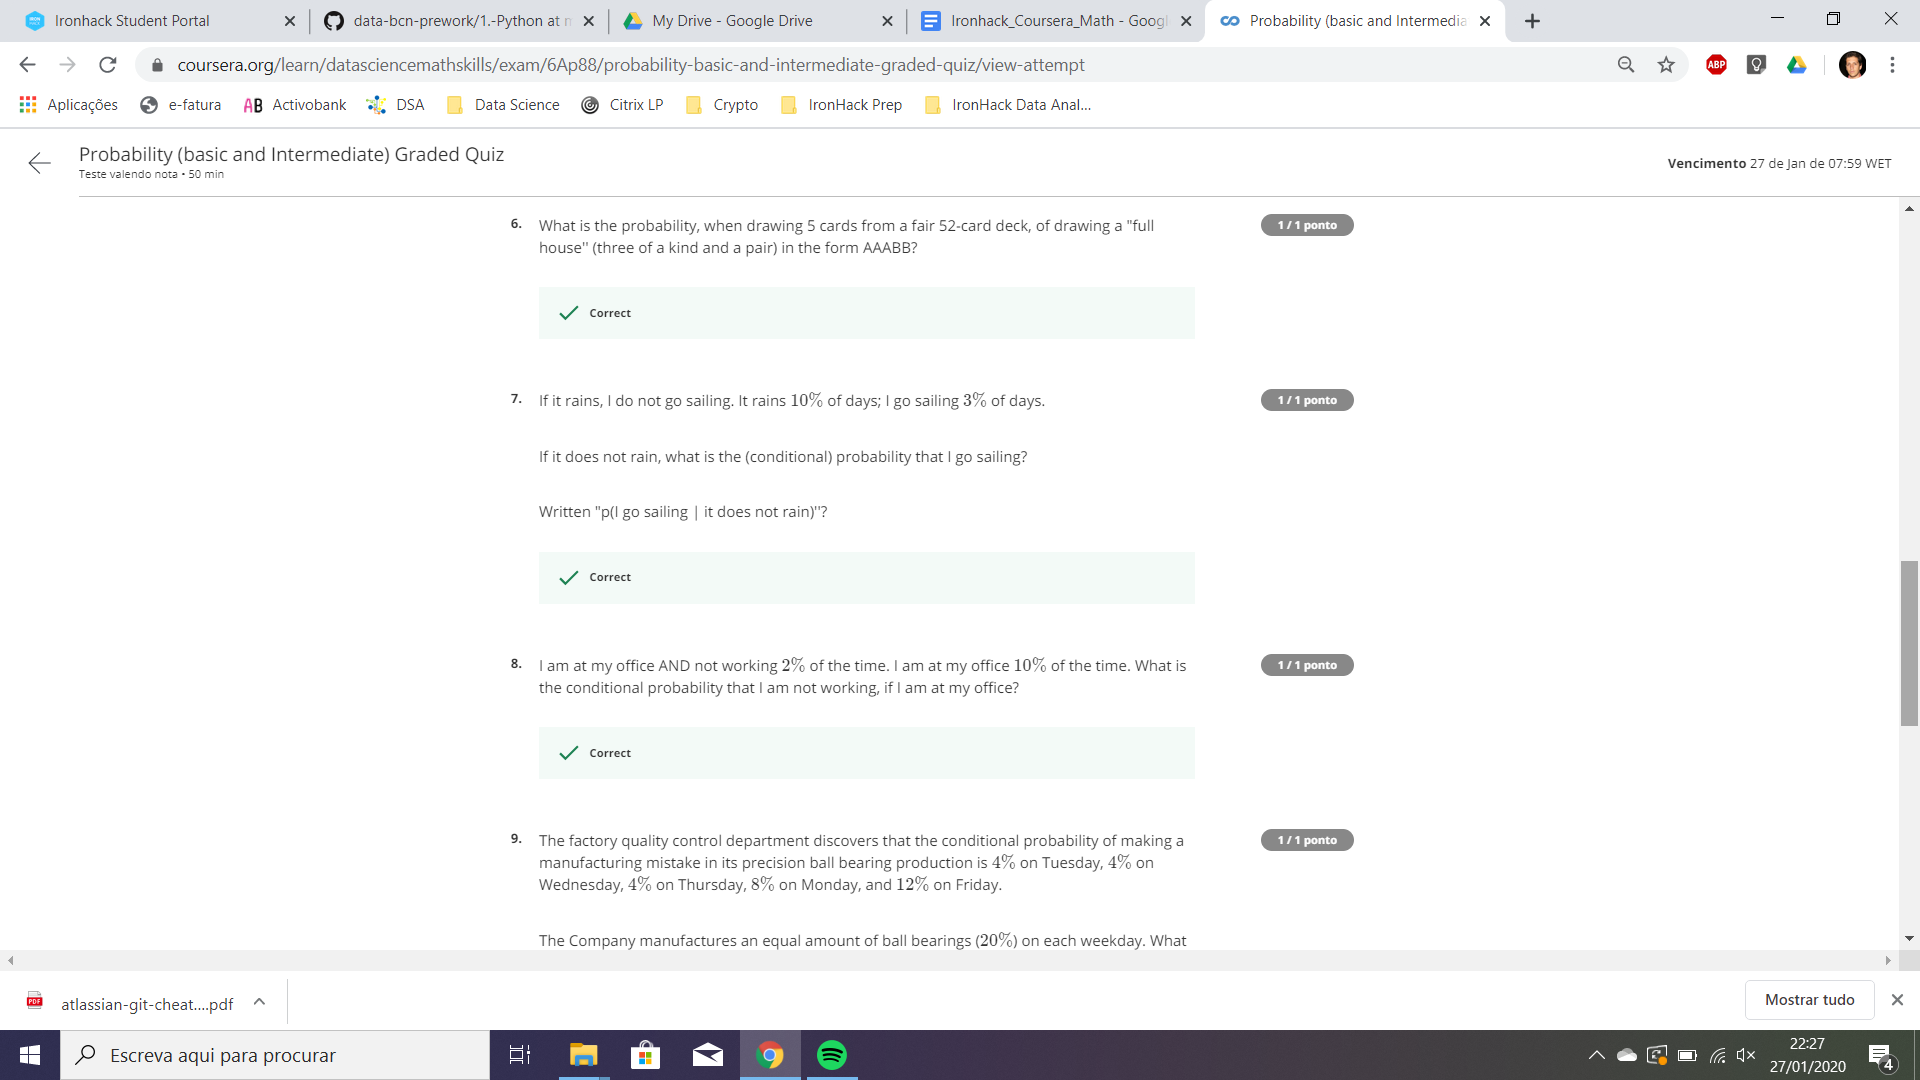 Ironhack Student Portal
data-bcn-prework/1.-Python at m
My Drive - Google Drive
Ironhack_Coursera_Math - Googl
Probability (basic and Intermedia
coursera.org/learn/datasciencemathskills/exam/6Ap88/probability-basic-and-intermediate-graded-quiz/view-attempt
ABP
Aplicações
e-fatura
AB Activobank
DSA
Data Science
Citrix LP
Crypto
IronHack Prep
IronHack Data Anal...
Probability (basic and Intermediate) Graded Quiz
Teste valendo nota • 50 min
Vencimento 27 de Jan de 07:59 WET
6. What is the probability, when drawing 5 cards from a fair 52-card deck, of drawing a "full
house" (three of a kind and a pair) in the form AAABB?
1 / 1 ponto
Correct
7. If it rains, I do not go sailing. It rains 10% of days; I go sailing 3% of days.
1 / 1 ponto
If it does not rain, what is the (conditional) probability that I go sailing?
Written "p(I go sailing | it does not rain)"?
Correct
8. I am at my office AND not working 2% of the time. I am at my office 10% of the time. What is
the conditional probability that I am not working, if I am at my office?
1 / 1 ponto
Correct
9. The factory quality control department discovers that the conditional probability of making a
manufacturing mistake in its precision ball bearing production is 4% on Tuesday, 4% on
Wednesday, 4% on Thursday, 8% on Monday, and 12% on Friday.
1 / 1 ponto
The Company manufactures an equal amount of ball bearings (20%) on each weekday. What
PDF
atlassian-git-cheat....pdf
Mostrar tudo
Escreva aqui para procurar
22:27
27/01/2020
4